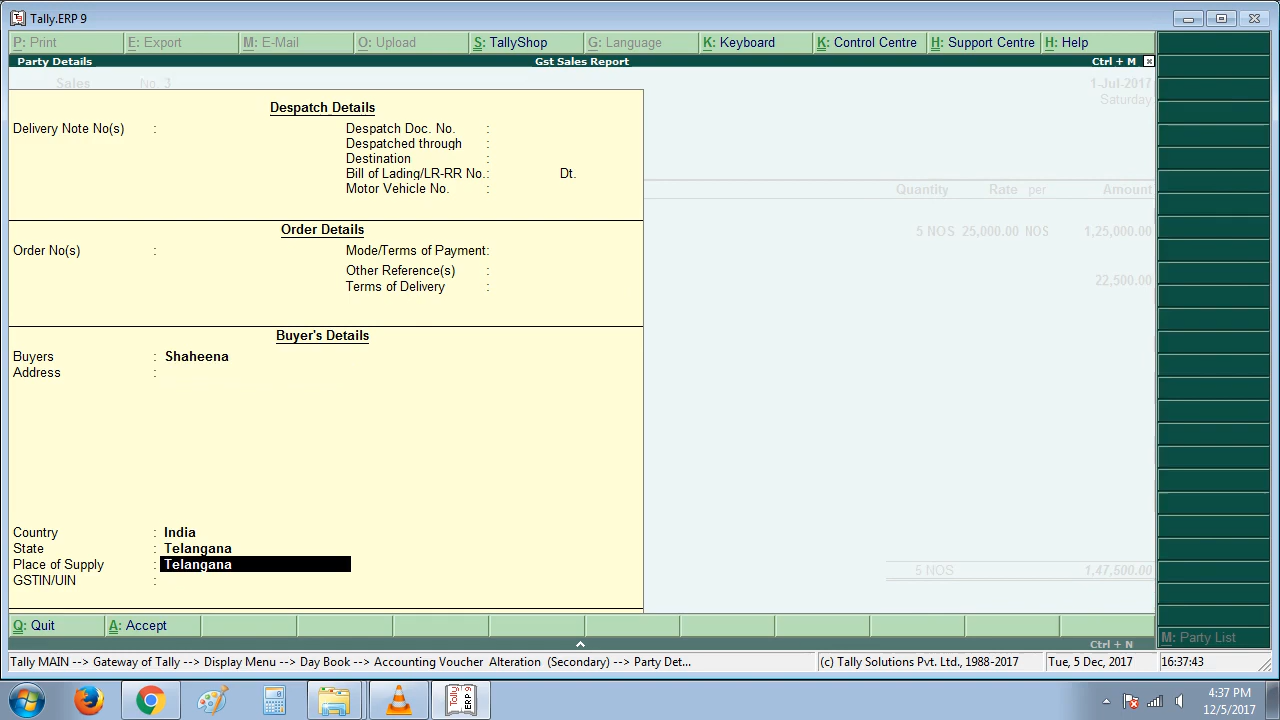 Tally.ERP 9
P: Print E: Export M: E-Mail O: Upload S: TallyShop G: Language K: Keyboard K: Control Centre H: Support Centre H: Help
Party Details Gst Sales Report Ctrl + M
Sales No. 3 1-Jul-2017
Saturday
Despatch Details
Delivery Note No(s) : Despatch Doc. No. :
Despatched through :
Destination :
Bill of Lading/LR-RR No. : Dt.
Motor Vehicle No. :
Quantity Rate per Amount
Order Details
5 NOS 25,000.00 NOS 1,25,000.00
Order No(s) : Mode/Terms of Payment :
Other Reference(s) :
22,500.00
Terms of Delivery :
Buyer's Details
Buyers : Shaheena
Address :
Country : India
State : Telangana
Place of Supply : Telangana
5 NOS 1,47,500.00
GSTIN/UIN :
Q: Quit A: Accept
M: Party List
Ctrl + N
Tally MAIN --> Gateway of Tally --> Display Menu --> Day Book --> Accounting Voucher Alteration (Secondary) --> Party Det... (c) Tally Solutions Pvt. Ltd., 1988-2017 Tue, 5 Dec, 2017 16:37:43
Tally ERP 9
4:37 PM
12/5/2017